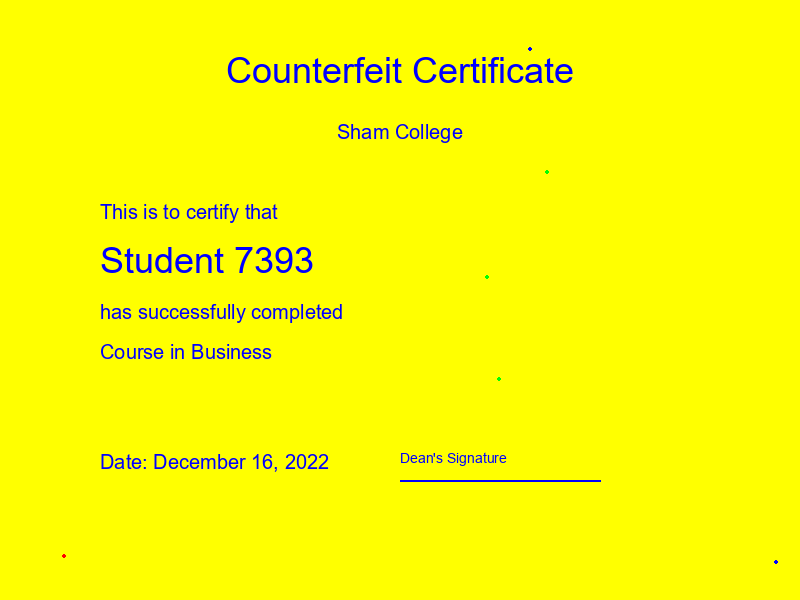 Counterfeit Certificate
Sham College
This is to certify that
Student 7393
has successfully completed
Course in Business
Date: December 16, 2022
Dean's Signature